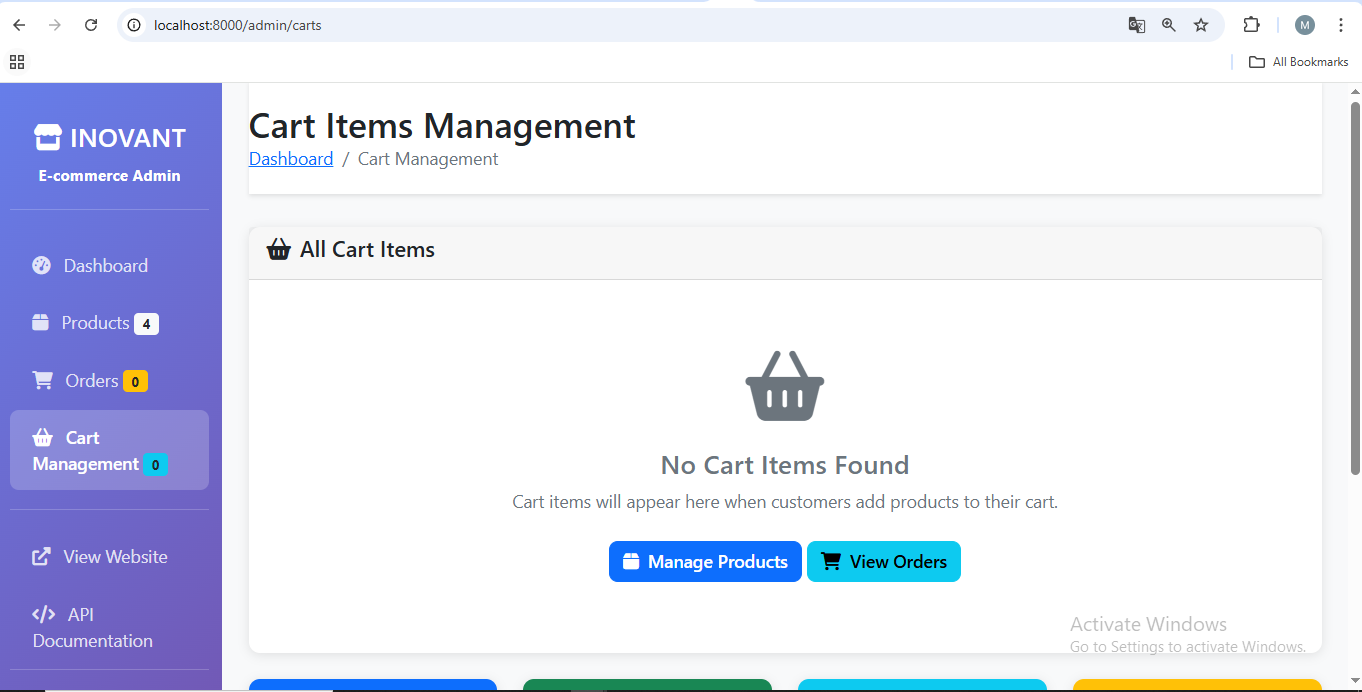 localhost:8000/admin/carts
M
All Bookmarks
INOVANT
E-commerce Admin
Dashboard
Products 4
Orders 0
Cart
Management 0
View Website
API
Documentation
Cart Items Management
Dashboard / Cart Management
All Cart Items
No Cart Items Found
Cart items will appear here when customers add products to their cart.
Manage Products
View Orders
Activate Windows
Go to Settings to activate Windows.